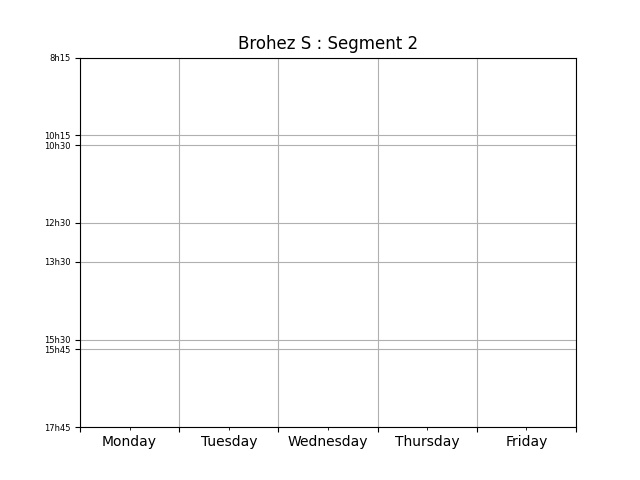 Brohez S : Segment 2
8h15
10h15
10h30
12h30
13h30
15h30
15h45
17h45
Monday Tuesday Wednesday Thursday Friday